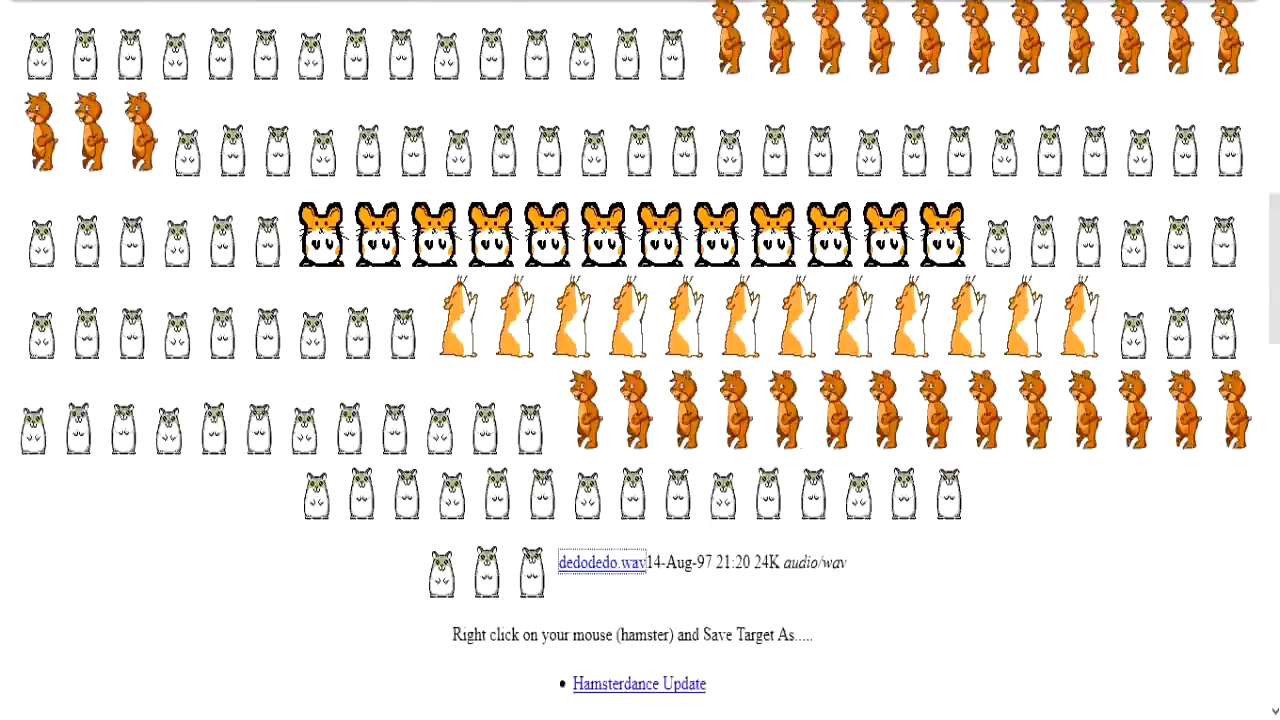 dedodedo.wav14-Aug-97 21:20 24K audio/wav
Right click on your mouse (hamster) and Save Target As.....
Hamsterdance Update